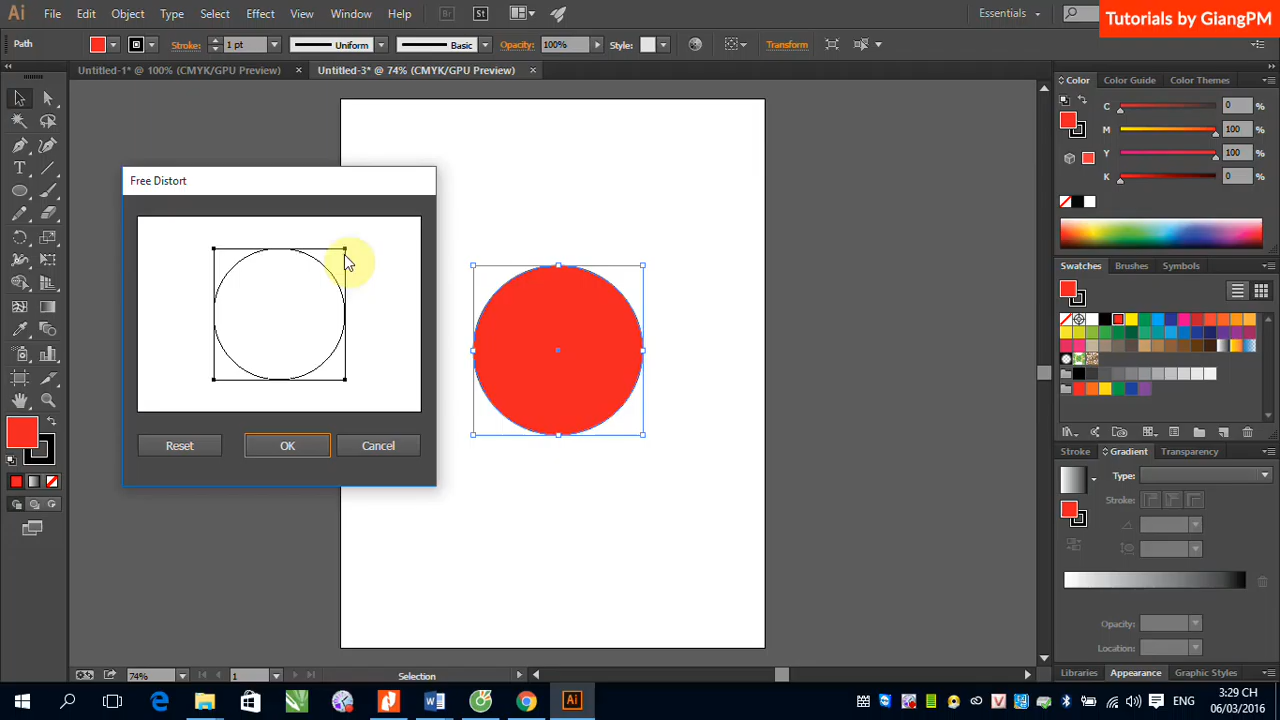 Ai File Edit Object Type Select Effect View Window Help Br St Essentials Tutorials by GiangPM
Path Stroke: 1 pt Uniform Basic Opacity: 100% Style: Transform
Untitled-1* @ 100% (CMYK/GPU Preview) × Untitled-3* @ 74% (CMYK/GPU Preview) ×
Color Color Guide Color Themes
C 0 %
M 100 %
Y 100 %
K 0 %
Free Distort
Reset OK Cancel
Swatches Brushes Symbols
Stroke Gradient Transparency
Type:
Stroke:
Opacity:
Location:
74% 1 Selection
Libraries Appearance Graphic Styles
ENG
3:29 CH
06/03/2016